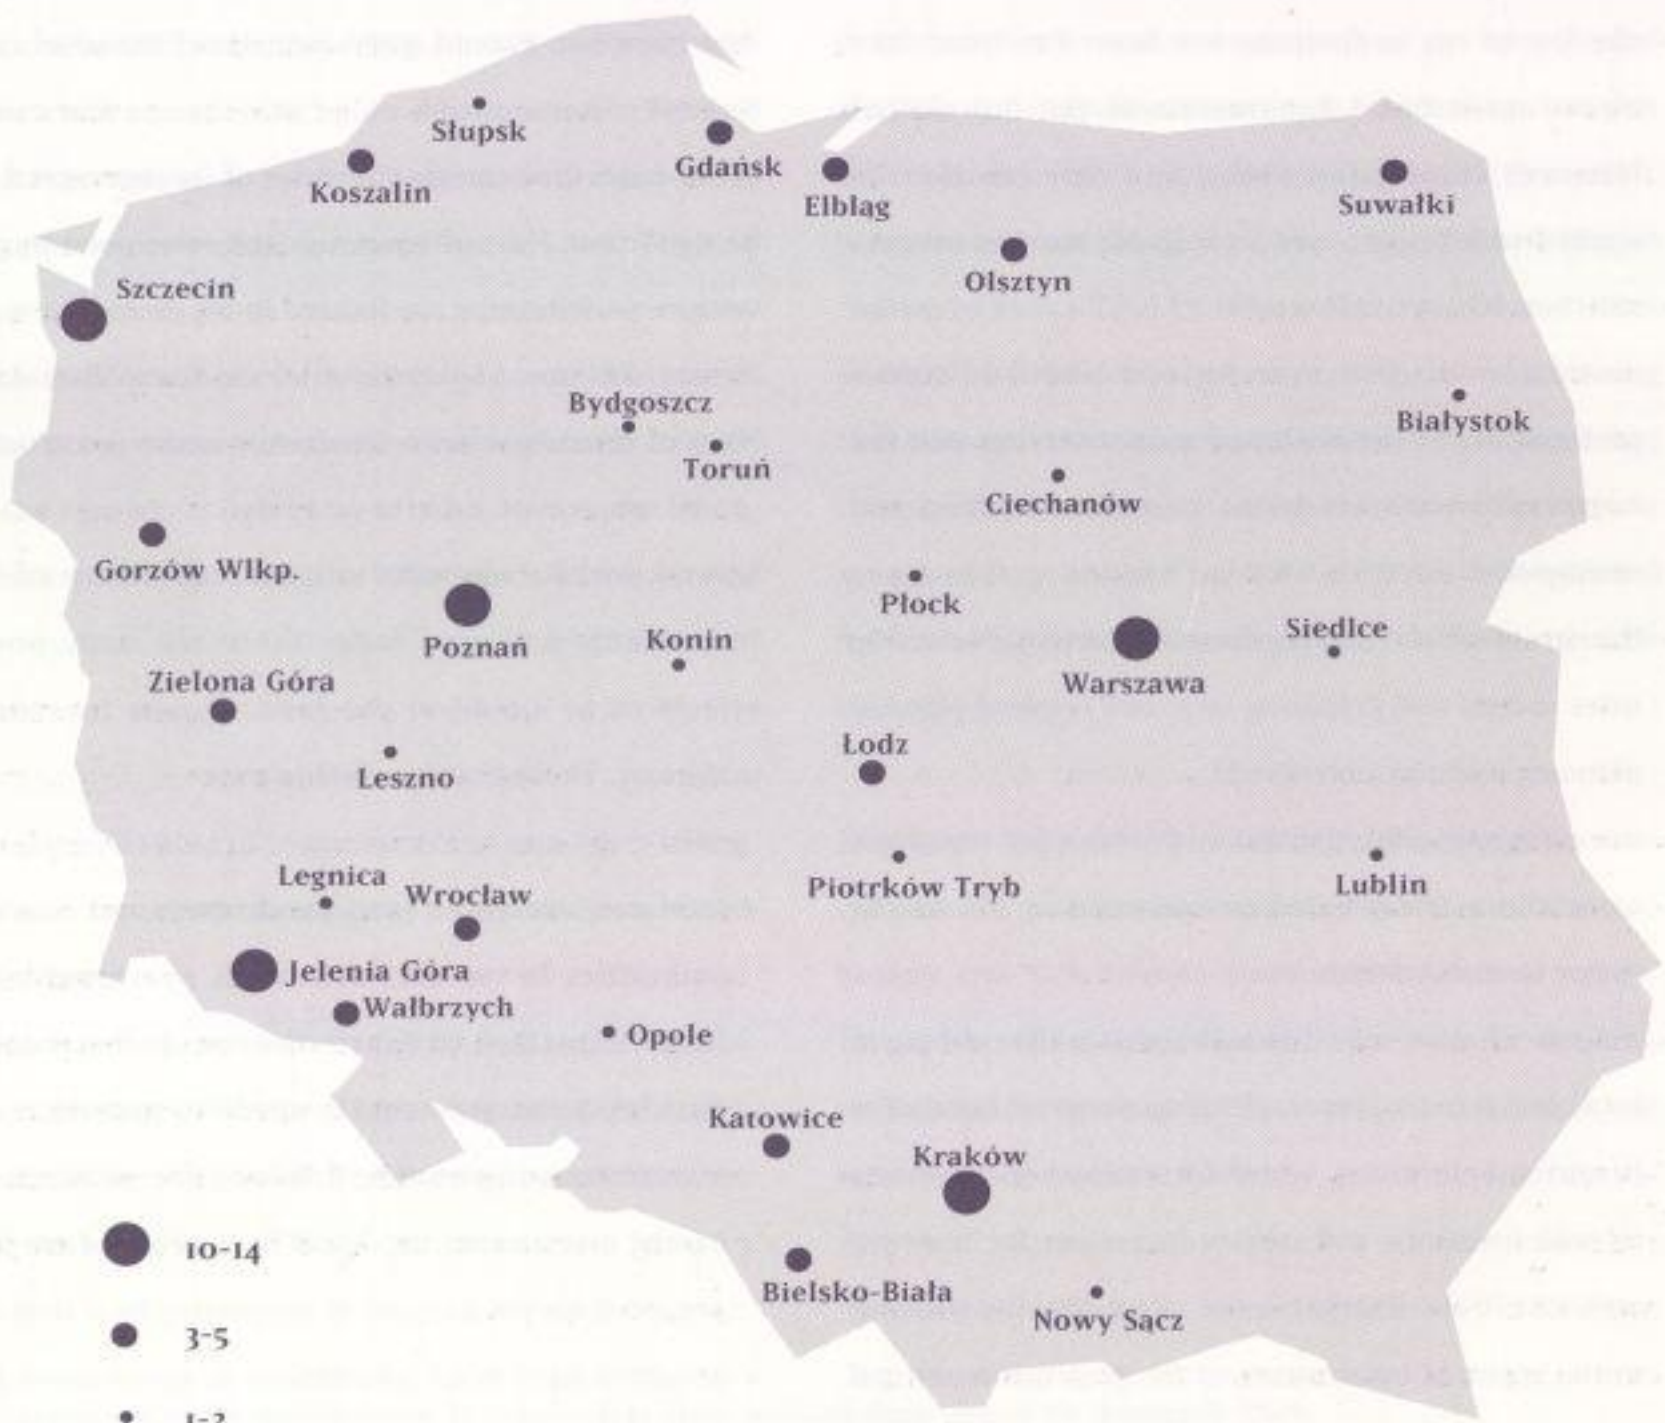 Słupsk
Gdańsk
Koszalin
Elbląg
Suwałki
Olsztyn
Szczecin
Bydgoszcz
Białystok
Toruń
Ciechanów
Gorzów Wlkp.
Płock
Poznań
Konin
Siedlce
Zielona Góra
Warszawa
Łodz
Leszno
Legnica
Wrocław
Piotrków Tryb
Lublin
Jelenia Góra
Wałbrzych
Opole
Katowice
Kraków
Bielsko-Biała
Nowy Sącz
10-14
3-5
1-2